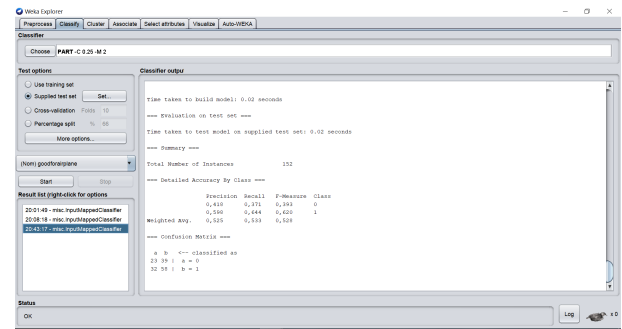 Weka Explorer
Preprocess Classify Cluster Associate Select attributes Visualize Auto-WEKA
Classifier
Choose PART -C 0.25 -M 2
Test options
Use training set
Supplied test set Set...
Cross-validation Folds 10
Percentage split % 66
More options...
(Nom) goodforairplane
Start Stop
Result list (right-click for options
20:01:49 - misc.InputMappedClassifier
20:08:18 - misc.InputMappedClassifier
20:43:17 - misc.InputMappedClassifier
Classifier outpu
Time taken to build model: 0.02 seconds
=== Evaluation on test set ===
Time taken to test model on supplied test set: 0.02 seconds
=== Summary ===
Total Number of Instances 152
=== Detailed Accuracy By Class ===
Precision Recall F-Measure Class
0,418 0,371 0,393 0
0,598 0,644 0,620 1
Weighted Avg. 0,525 0,533 0,528
=== Confusion Matrix ===
a b <-- classified as
23 39 | a = 0
32 58 | b = 1
Status
OK
Log
x 0